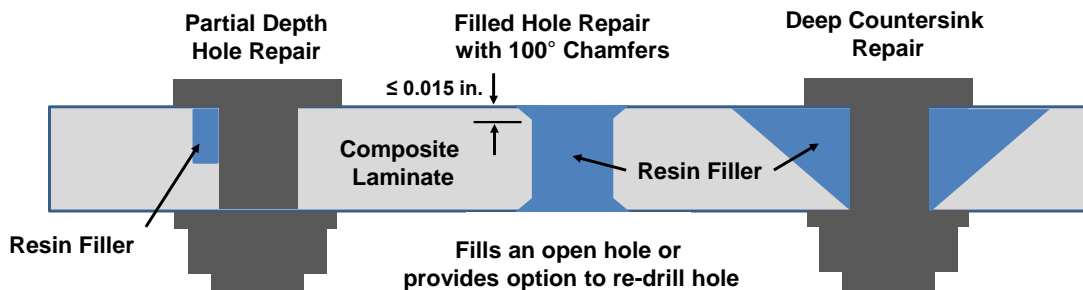 Partial Depth
Hole Repair
Filled Hole Repair
with 100° Chamfers
Deep Countersink
Repair
≤ 0.015 in.
Composite
Laminate
Resin Filler
Resin Filler
Fills an open hole or
provides option to re-drill hole